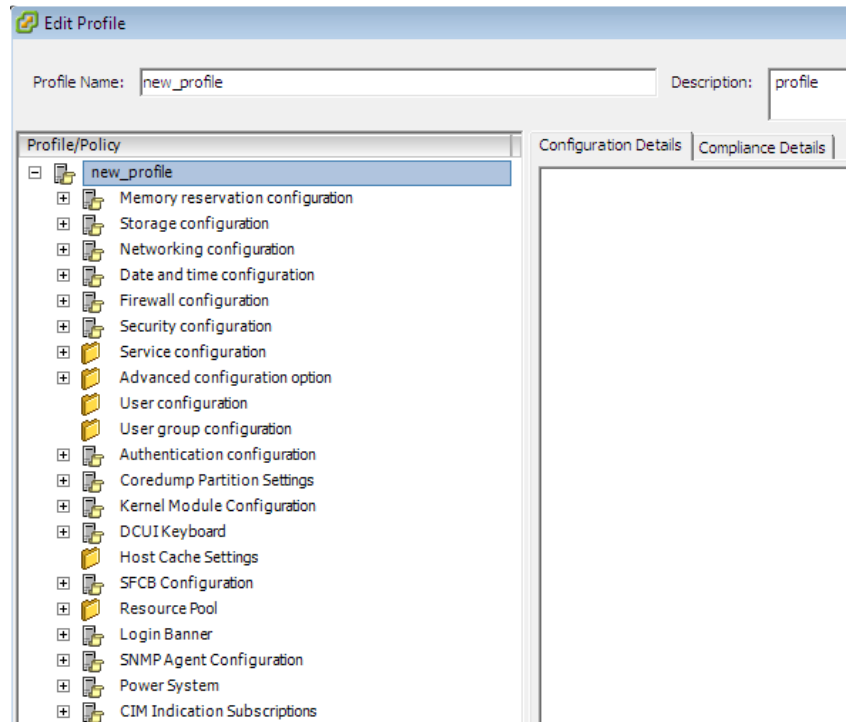 Edit Profile
Profile Name: new_profile Description: profile
Profile/Policy
Configuration Details Compliance Details
new_profile
Memory reservation configuration
Storage configuration
Networking configuration
Date and time configuration
Firewall configuration
Security configuration
Service configuration
Advanced configuration option
User configuration
User group configuration
Authentication configuration
Coredump Partition Settings
Kernel Module Configuration
DCUI Keyboard
Host Cache Settings
SFCB Configuration
Resource Pool
Login Banner
SNMP Agent Configuration
Power System
CIM Indication Subscriptions